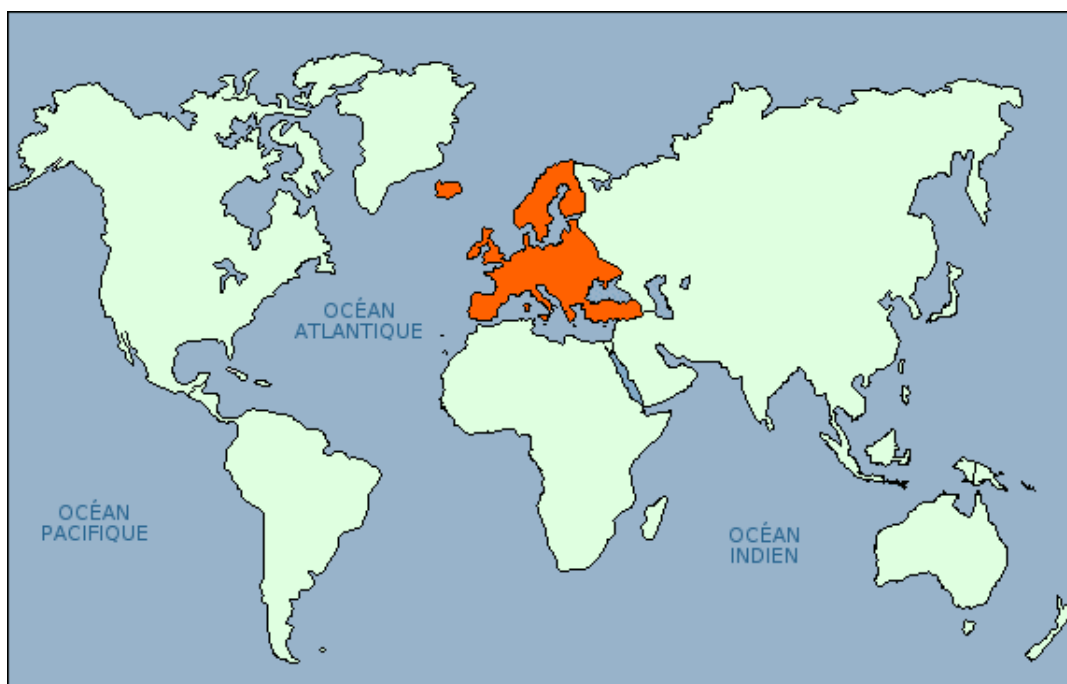 OCÉAN
ATLANTIQUE
OCÉAN
PACIFIQUE
OCÉAN
INDIEN